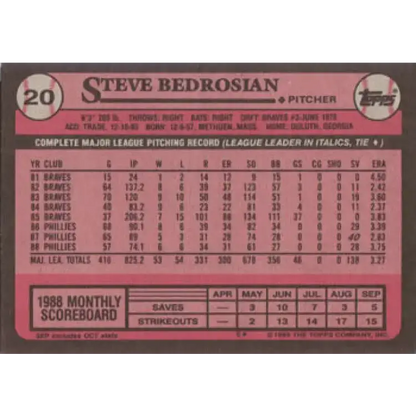 20
STEVE BEDROSIAN
PITCHER
Topps
6'3" 205 lb. THROWS: RIGHT BATS: RIGHT DRFT: BRAVES #3-JUNE 1978
ACQ: TRADE, BORN: 12-6-57, METHUEN, MASS. HOME: DULUTH, GEORGIA
COMPLETE MAJOR LEAGUE PITCHING RECORD (LEAGUE LEADER IN ITALICS, TIE ♦)
YR CLUB G IP W L R ER SO BB GS CG SHO SV ERA
81 BRAVES 15 24 1 2 14 12 9 15 1 0 0 0 4.50
82 BRAVES 64 137.2 8 6 39 37 123 57 3 0 0 11 2.42
83 BRAVES 70 120 9 10 50 48 114 51 1 0 0 19 3.60
84 BRAVES 40 9 6 81 33 4 0 0 11 2.37
85 BRAVES 37 206.2 7 15 101 88 134 111 37 0 0 0 3.83
86 PHILLIES 68 90.1 8 6 39 34 82 34 0 0 0 29 3.39
87 PHILLIES 65 89 5 3 31 28 74 28 0 0 0 40 2.83
88 PHILLIES 57 74.1 6 6 34 31 61 27 0 0 0 28 3.75
MAJ. LEA. TOTALS 416 825.2 53 54 331 300 678 356 46 0 0 138 3.27
1988 MONTHLY
SCOREBOARD
APR MAY JUN JUL AUG SEP
SAVES — 3 10 7 3 5
STRIKEOUTS — 2 13 14 17 15
SEP includes OCT stats
© 1989 THE TOPPS COMPANY, INC.